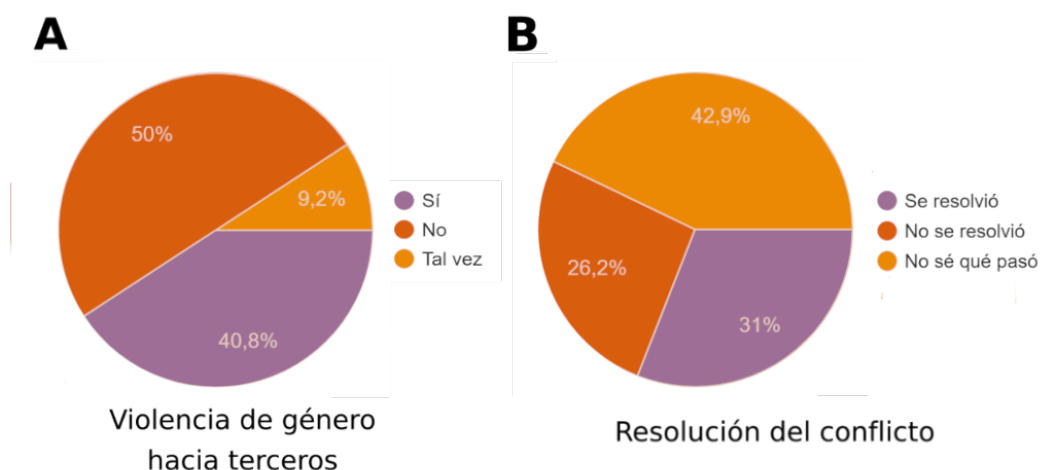 A
50%
9,2%
40,8%
Sí
No
Tal vez
Violencia de género
hacia terceros
B
42,9%
26,2%
31%
Se resolvió
No se resolvió
No sé qué pasó
Resolución del conflicto